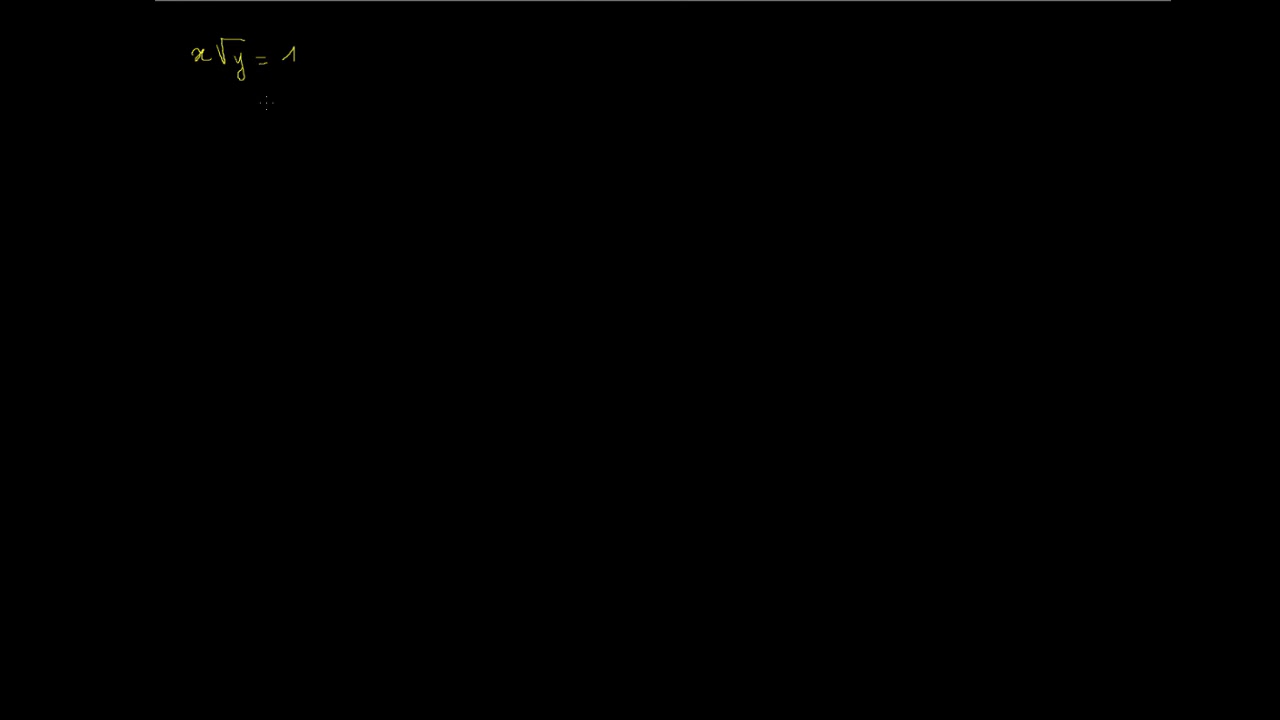 x√y = 1